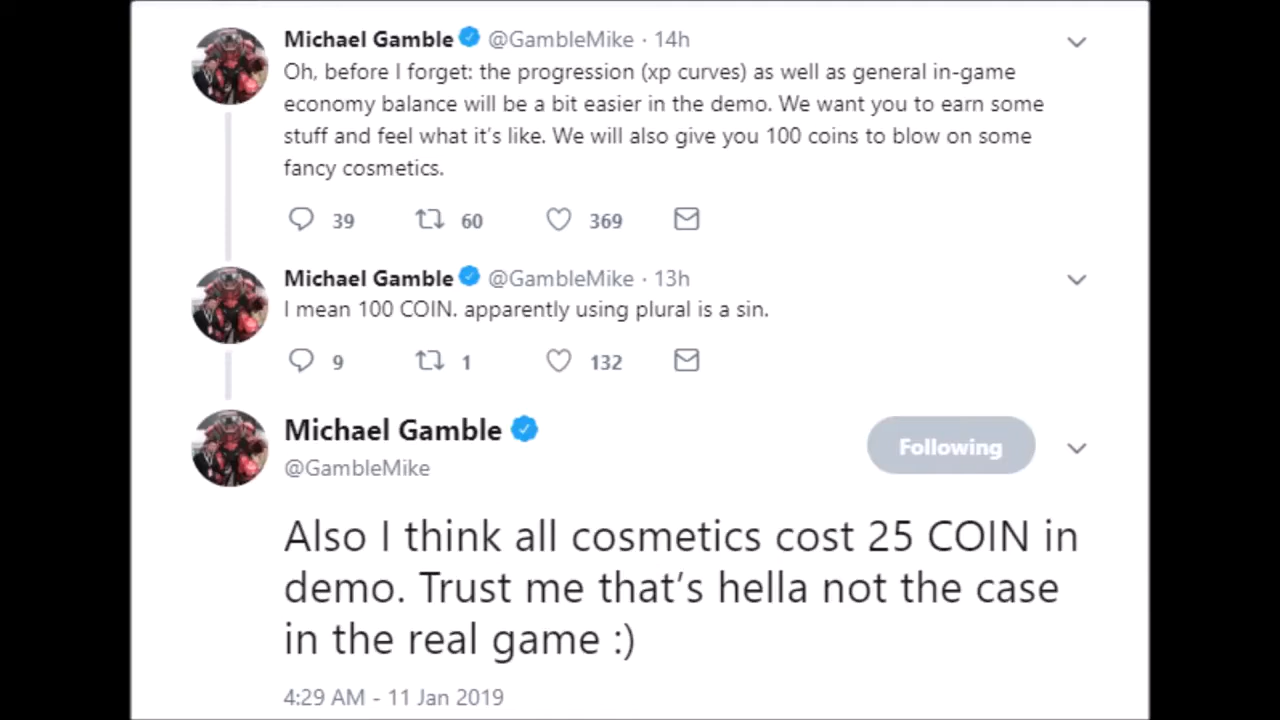 Michael Gamble @GambleMike · 14h
Oh, before I forget: the progression (xp curves) as well as general in-game
economy balance will be a bit easier in the demo. We want you to earn some
stuff and feel what it's like. We will also give you 100 coins to blow on some
fancy cosmetics.
39 60 369
Michael Gamble @GambleMike · 13h
I mean 100 COIN. apparently using plural is a sin.
9 1 132
Michael Gamble
Following
@GambleMike
Also I think all cosmetics cost 25 COIN in
demo. Trust me that's hella not the case
in the real game :)
4:29 AM - 11 Jan 2019